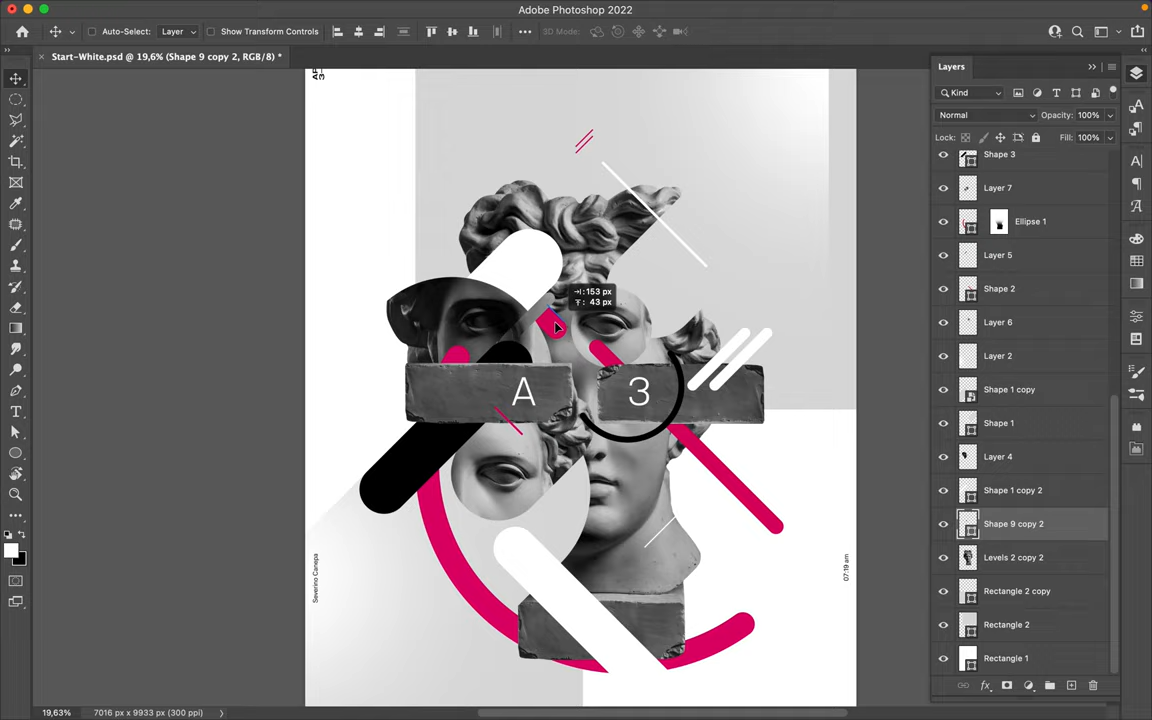 Adobe Photoshop 2022
Auto-Select:
Layer
Show Transform Controls
3D Mode:
Start-White.psd @ 19,6% (Shape 9 copy 2, RGB/8) *
Layers
Kind
Normal
Opacity: 100%
Lock:
Fill: 100%
Shape 3
Layer 7
Ellipse 1
Layer 5
Shape 2
Layer 6
Layer 2
Shape 1 copy
Shape 1
Layer 4
Shape 1 copy 2
Shape 9 copy 2
Levels 2 copy 2
Rectangle 2 copy
Rectangle 2
Rectangle 1
: 153 px
: 43 px
A 3
Severino Canepa
07:19 am
19,63%
7016 px x 9933 px (300 ppi)